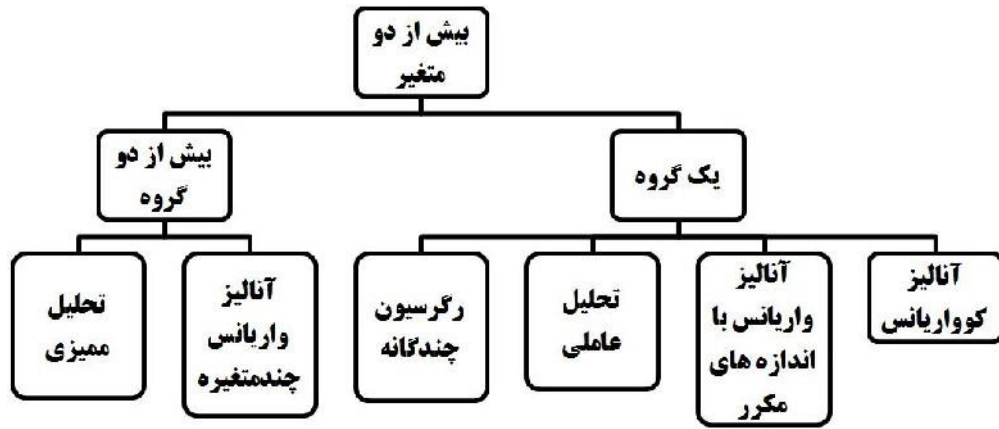 بیش از دو
متغیر
یک گروه
بیش از دو
گروه
آنالیز
کوواریانس
آنالیز
واریانس با
اندازه های
مکرر
تحلیل
عاملی
رگرسیون
چندگانه
آنالیز
واریانس
چندمتغیره
تحلیل
ممیزی